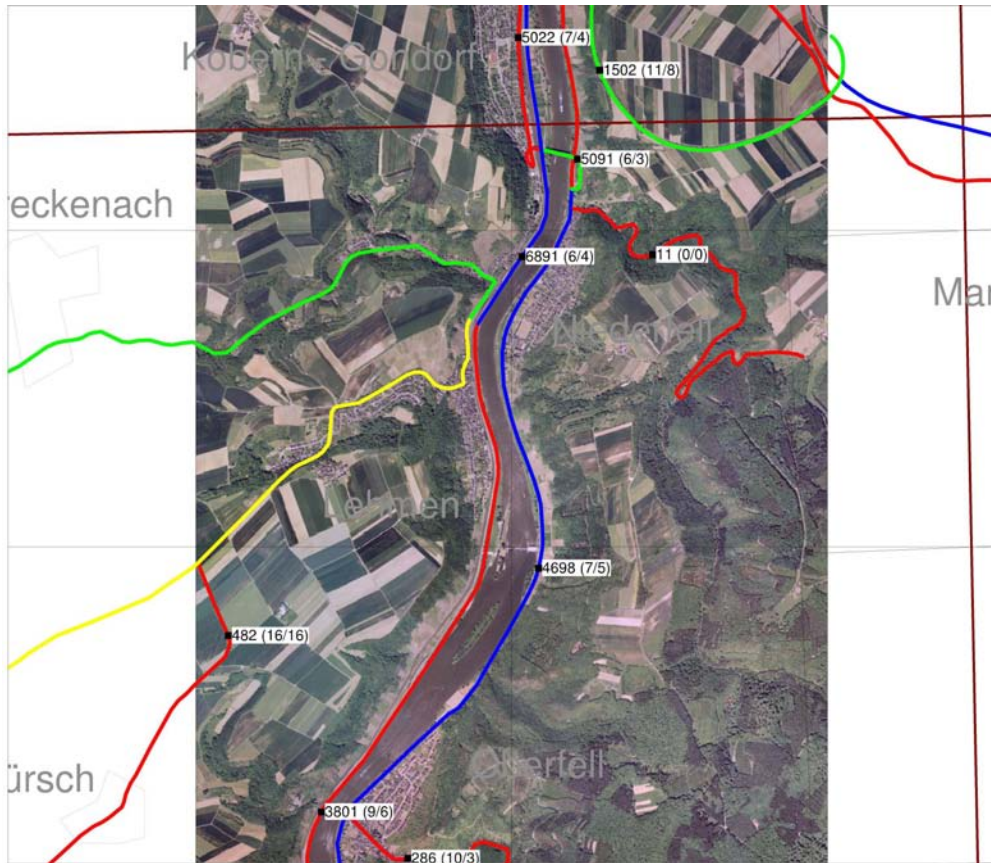 5022 (7/4)
Kobern - Gondorf
1502 (11/8)
5091 (6/3)
reckenach
6891 (6/4)
11 (0/0)
Mar
Niederfell
Lehmen
4698 (7/5)
482 (16/16)
Oberfell
ürsch
3801 (9/6)
286 (10/3)